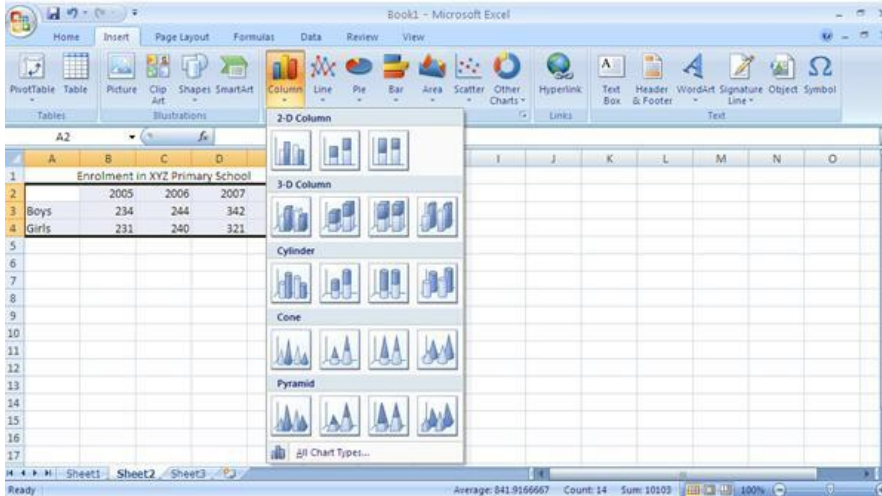 Book1 - Microsoft Excel
Home Insert Page Layout Formulas Data Review View
PivotTable Table Picture Clip Art Shapes SmartArt Column Line Pie Bar Area Scatter Other Charts Hyperlink Text Box Header & Footer WordArt Signature Line Object Symbol
Tables Illustrations Links Text
A2 fx
2-D Column
3-D Column
Cylinder
Cone
Pyramid
All Chart Types...
A B C D I J K L M N O
1 Enrolment in XYZ Primary School
2 2005 2006 2007
3 Boys 234 244 342
4 Girls 231 240 321
5
6
7
8
9
10
11
12
13
14
15
16
17
Sheet1 Sheet2 Sheet3
Ready Average: 841.9166667 Count: 14 Sum: 10103 100%